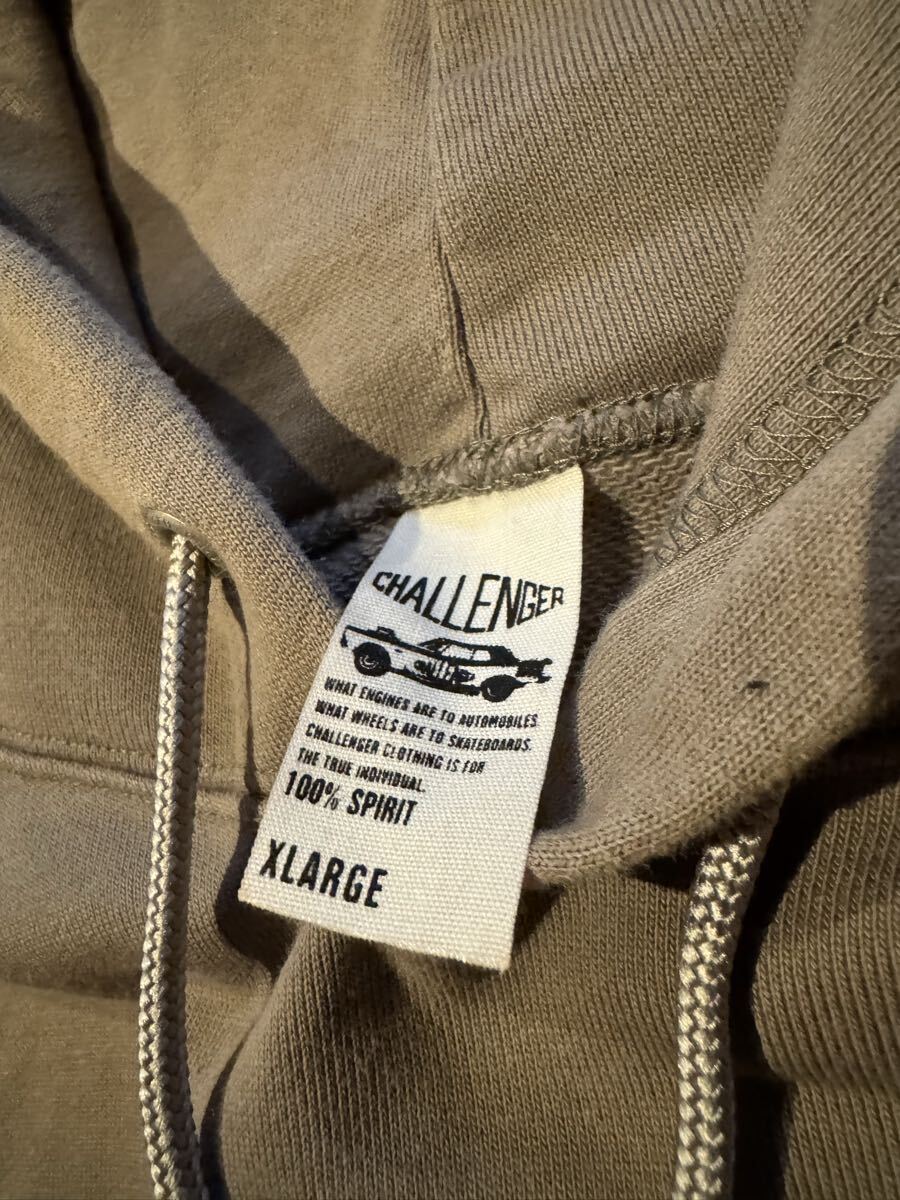 CHALLENGER
WHAT ENGINES ARE TO AUTOMOBILES
WHAT WHEELS ARE TO SKATEBOARDS.
CHALLENGER CLOTHING IS FOR
THE TRUE INDIVIDUAL.
100% SPIRIT
XLARGE